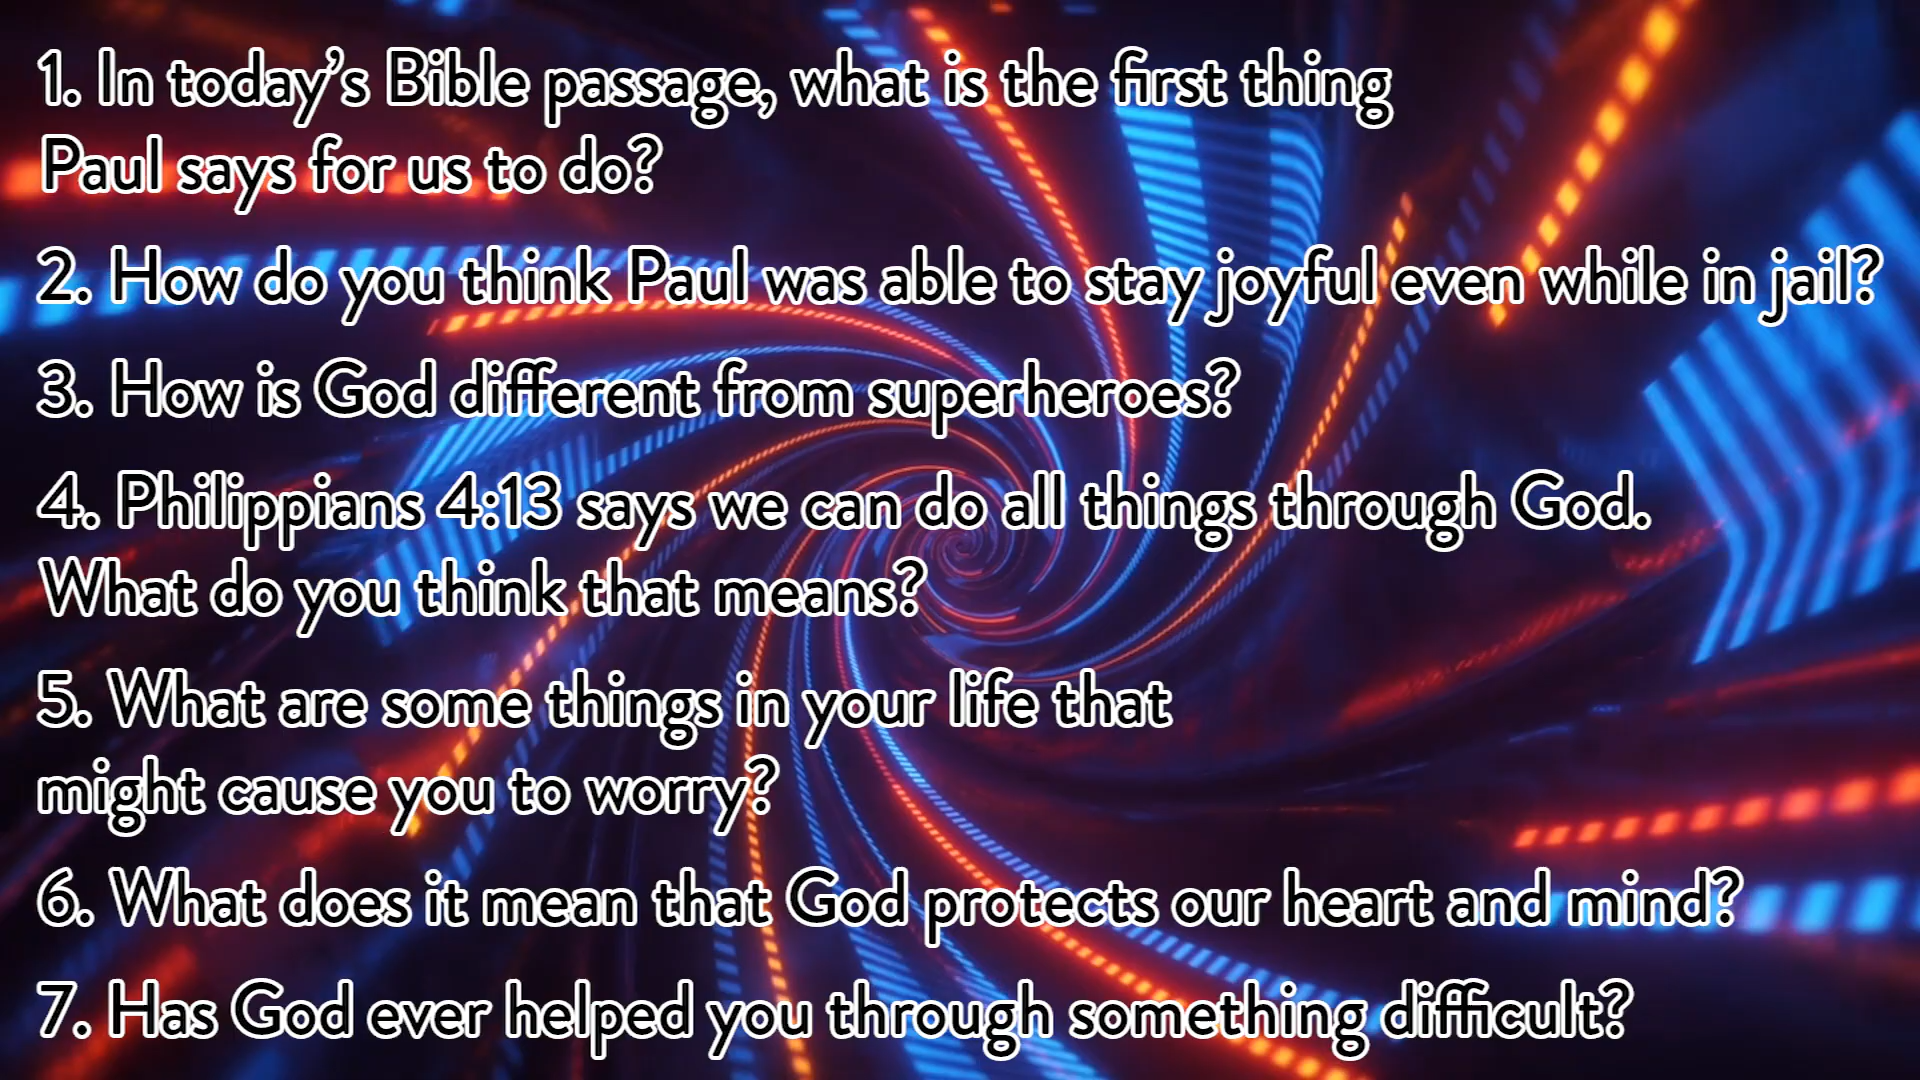 1. In today’s Bible passage, what is the first thing
Paul says for us to do?
2. How do you think Paul was able to stay joyful even while in jail?
3. How is God different from superheroes?
4. Philippians 4:13 says we can do all things through God.
What do you think that means?
5. What are some things in your life that
might cause you to worry?
6. What does it mean that God protects our heart and mind?
7. Has God ever helped you through something difficult?